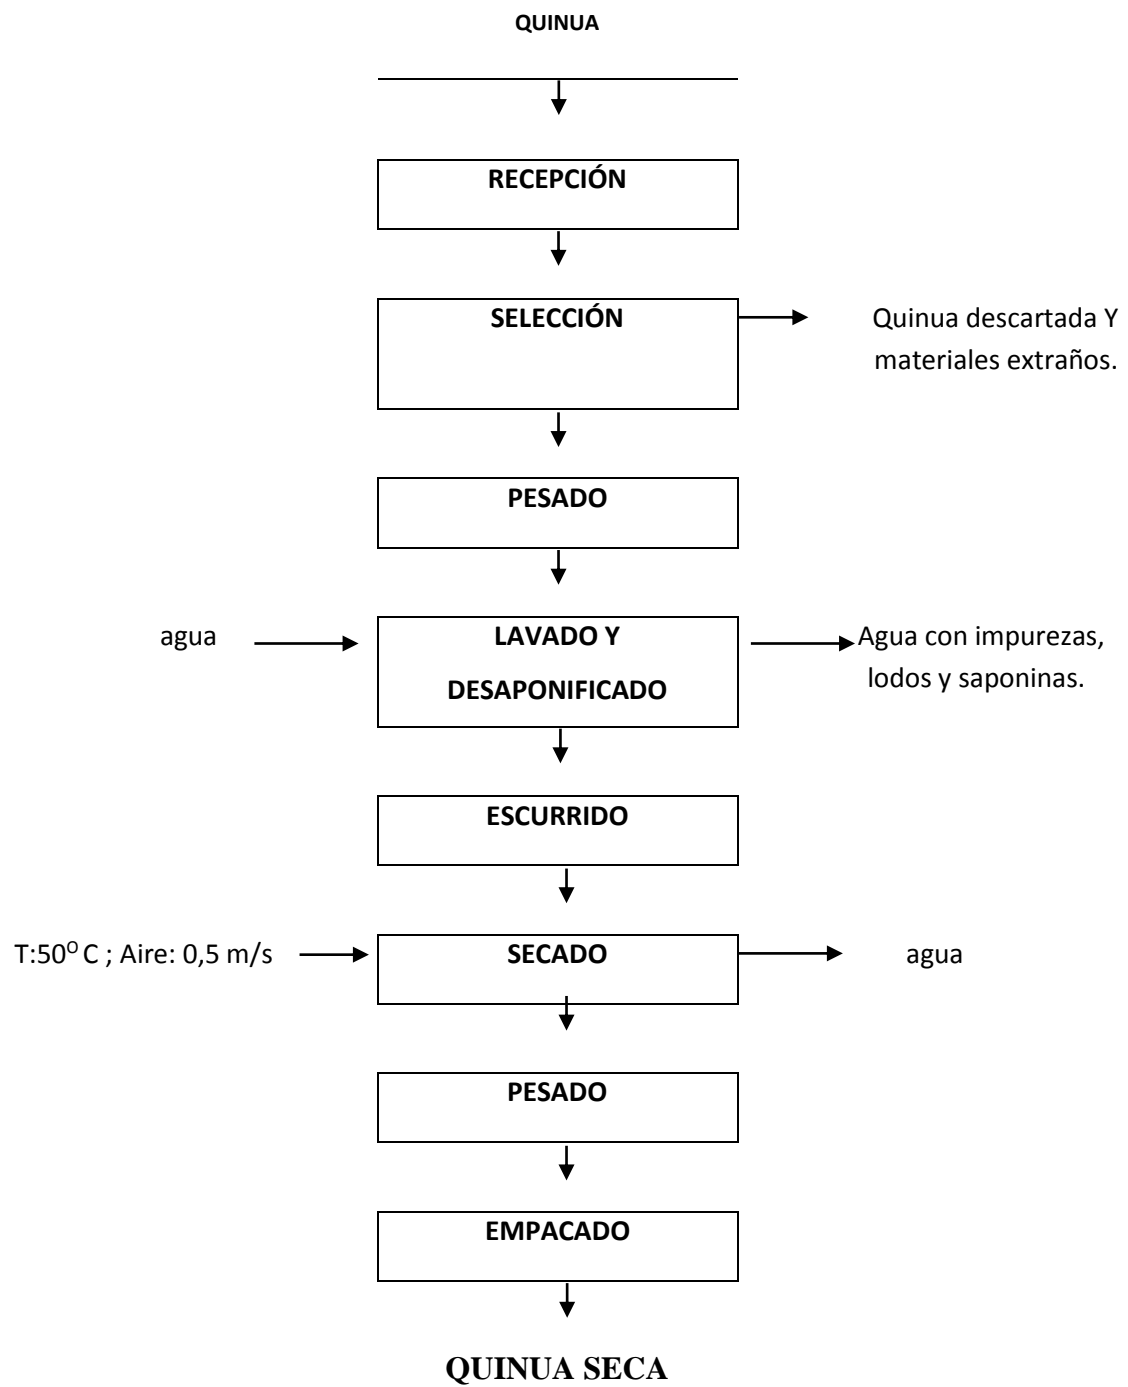 QUINUA
RECEPCIÓN
SELECCIÓN
Quinua descartada Y
materiales extraños.
PESADO
agua
LAVADO Y
DESAPONIFICADO
Agua con impurezas,
lodos y saponinas.
ESCURRIDO
T:50ᴼ C ; Aire: 0,5 m/s
SECADO
agua
PESADO
EMPACADO
QUINUA SECA